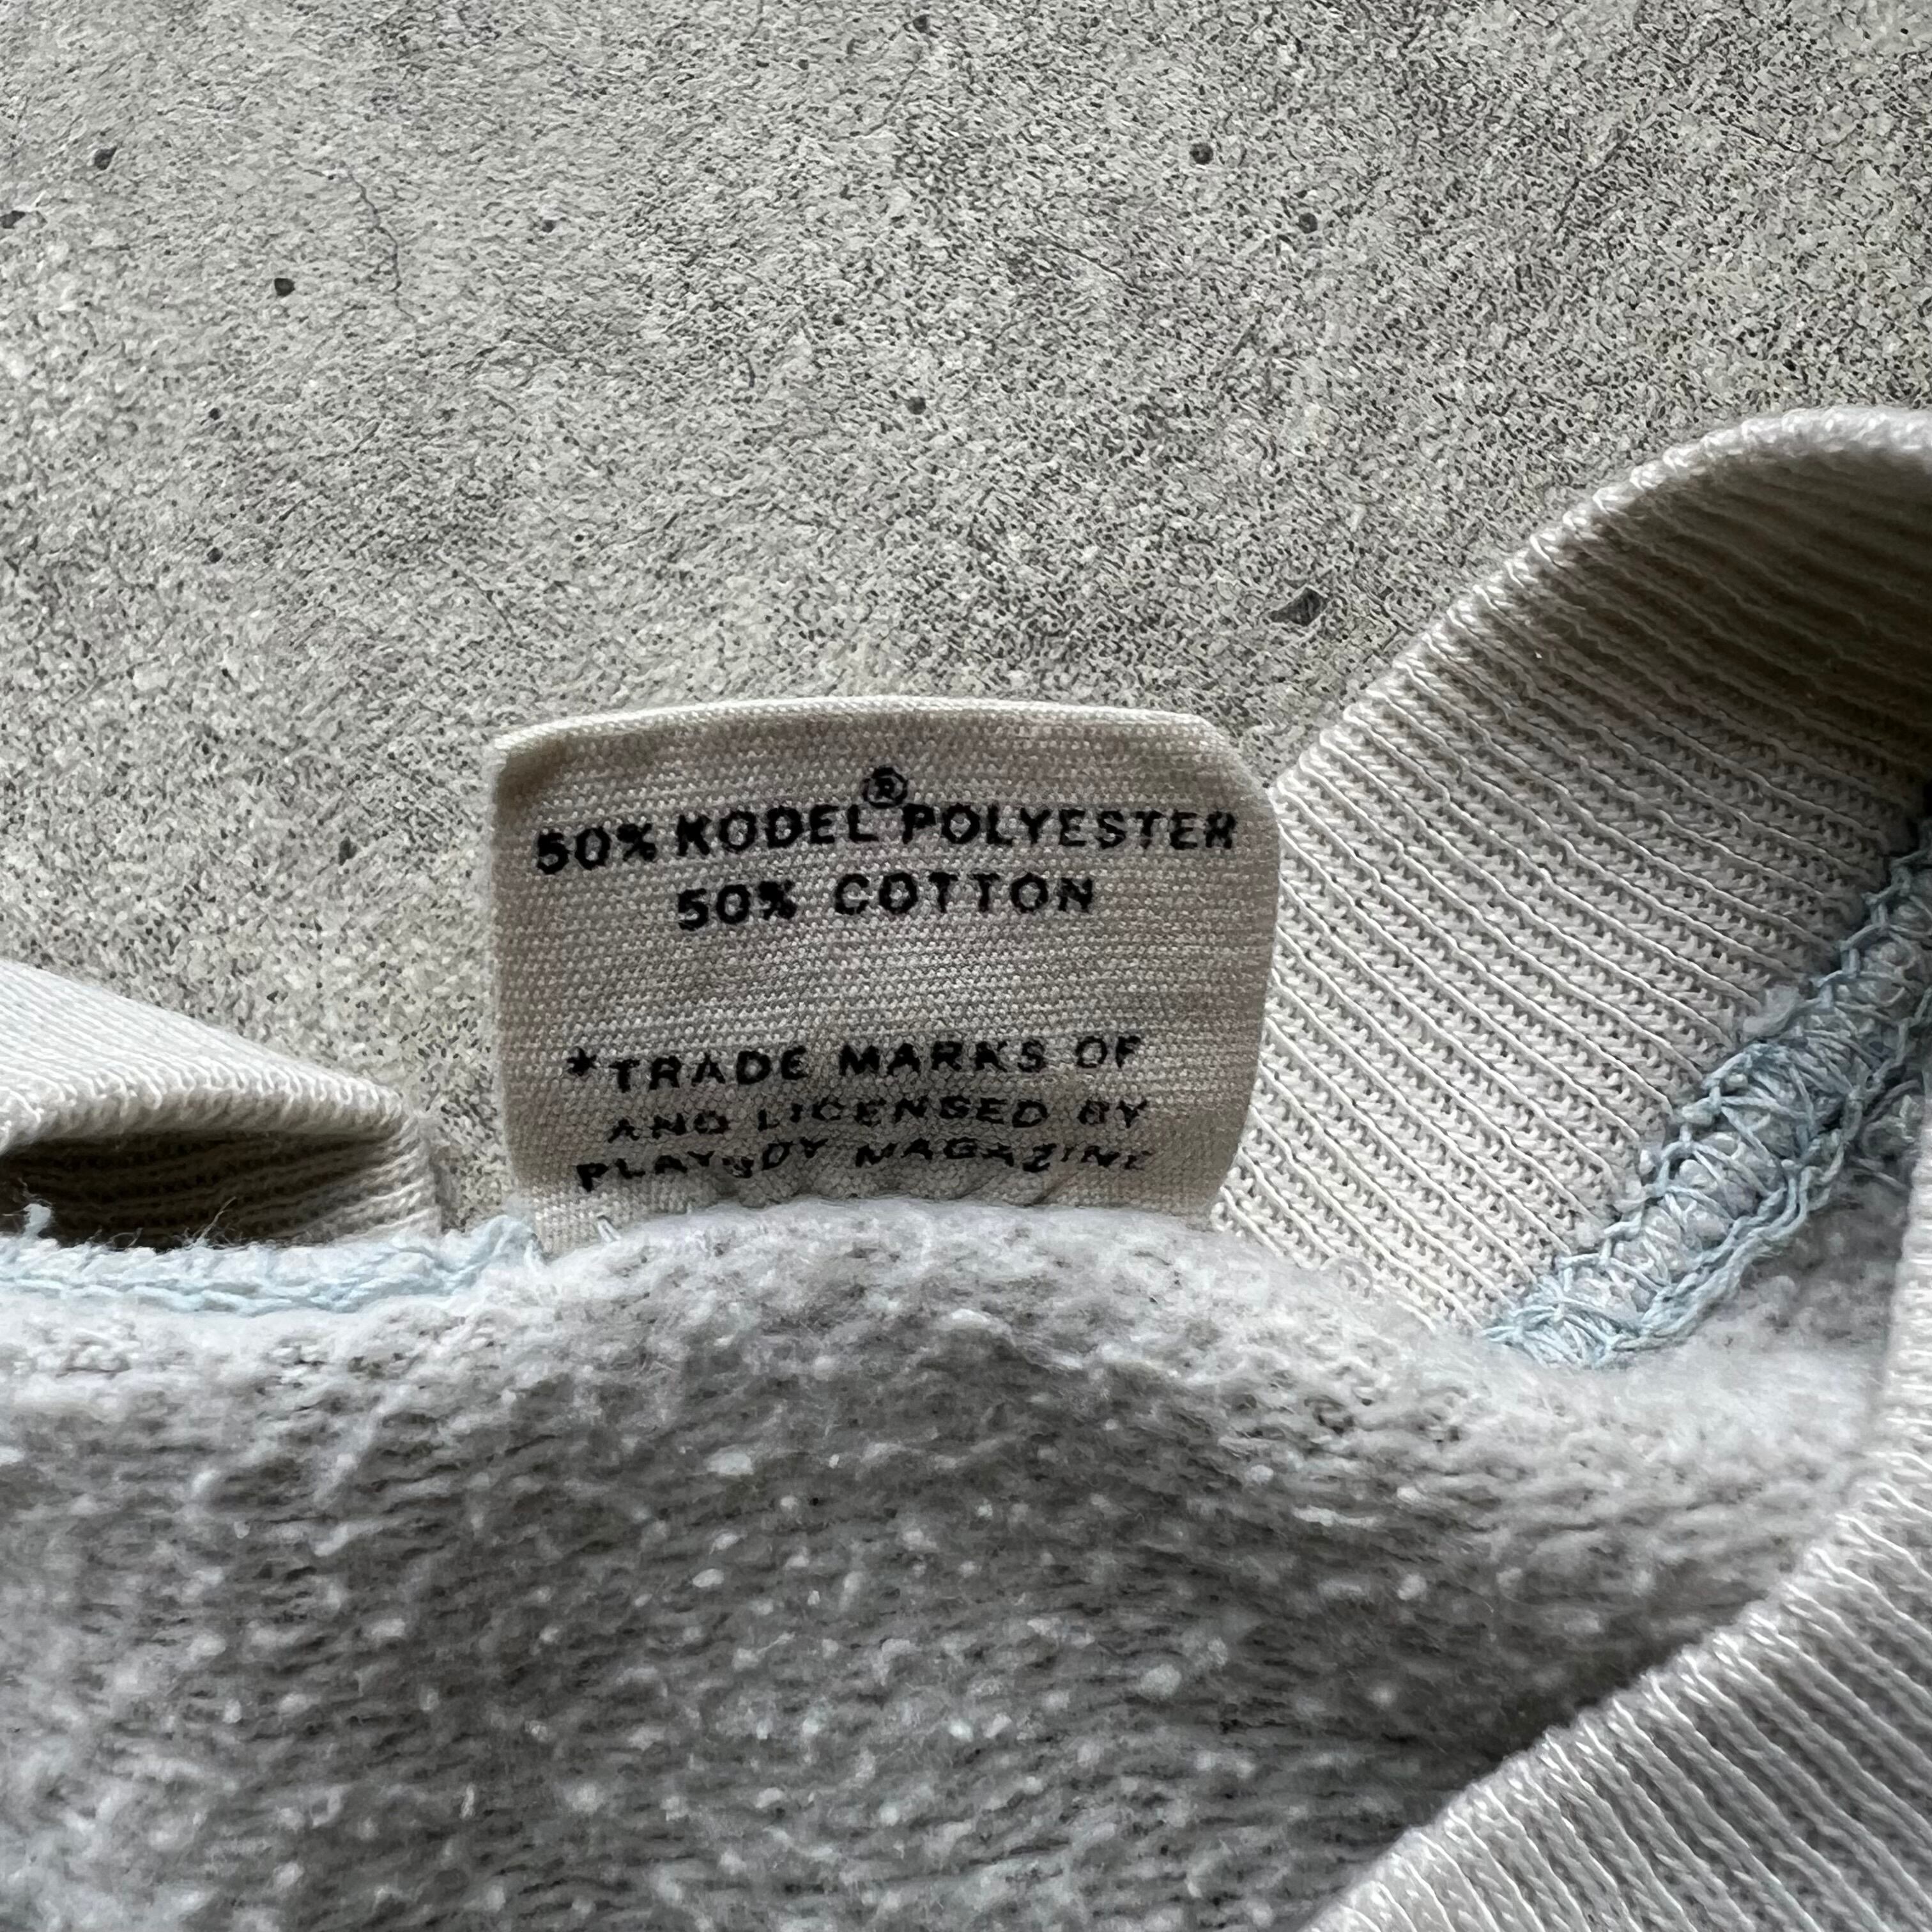 50% KODEL® POLYESTER
50% COTTON
*TRADE MARKS OF
AND LICENSED BY
PLAYBOY MAGAZINE